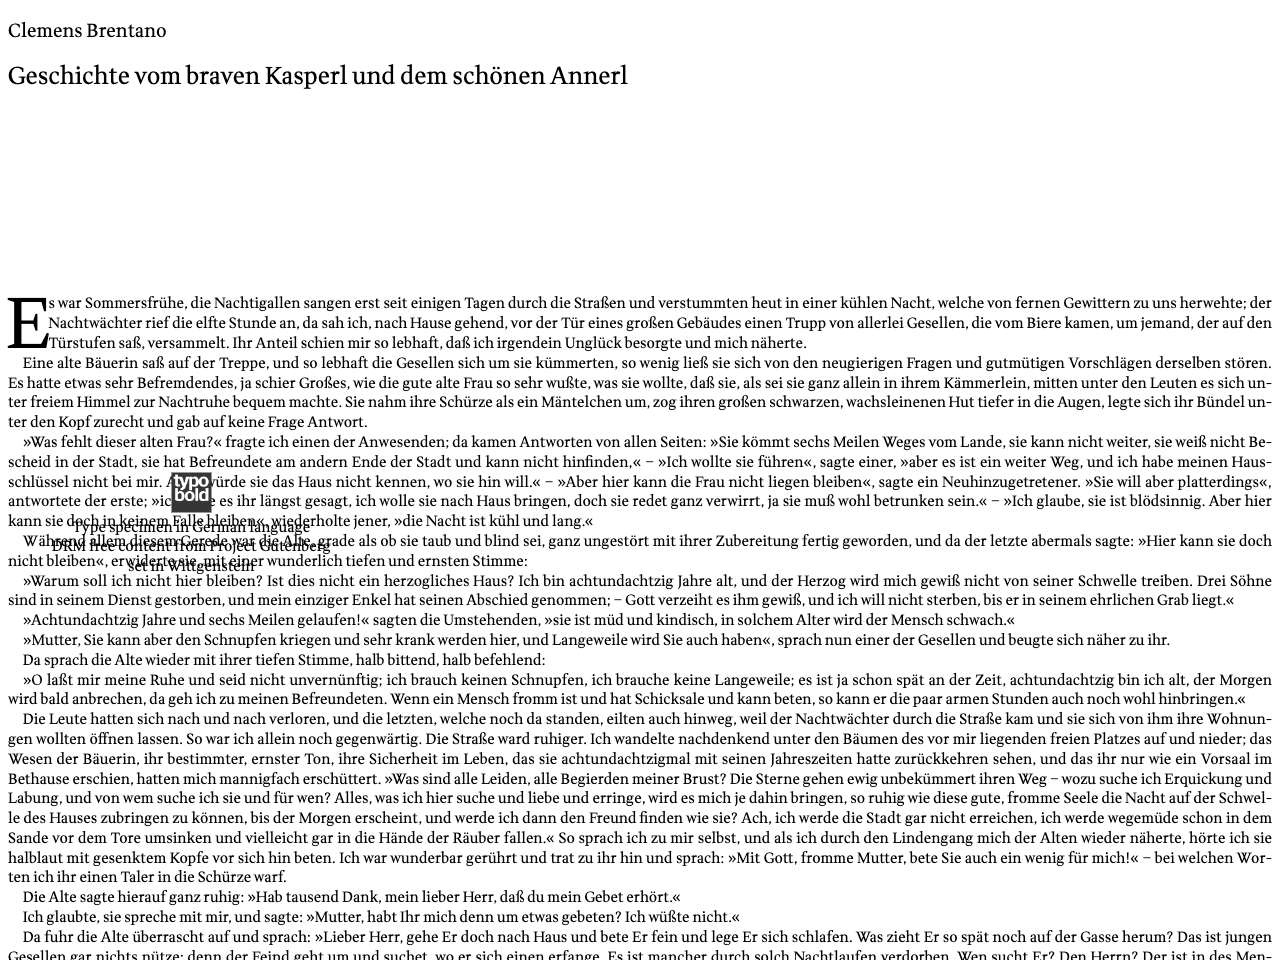 Clemens Brentano
Geschichte vom braven Kasperl und dem schönen Annerl
Es war Sommersfrühe, die Nachtigallen sangen erst seit einigen Tagen durch die Straßen und verstummten heut in einer kühlen Nacht, welche von fernen Gewittern zu uns herwehte; der
Nachtwächter rief die elfte Stunde an, da sah ich, nach Hause gehend, vor der Tür eines großen Gebäudes einen Trupp von allerlei Gesellen, die vom Biere kamen, um jemand, der auf den
Türstufen saß, versammelt. Ihr Anteil schien mir so lebhaft, daß ich irgendein Unglück besorgte und mich näherte.
Eine alte Bäuerin saß auf der Treppe, und so lebhaft die Gesellen sich um sie kümmerten, so wenig ließ sie sich von den neugierigen Fragen und gutmütigen Vorschlägen derselben stören.
Es hatte etwas sehr Befremdendes, ja schier Großes, wie die gute alte Frau so sehr wußte, was sie wollte, daß sie, als sei sie ganz allein in ihrem Kämmerlein, mitten unter den Leuten es sich un-
ter freiem Himmel zur Nachtruhe bequem machte. Sie nahm ihre Schürze als ein Mäntelchen um, zog ihren großen schwarzen, wachsleinenen Hut tiefer in die Augen, legte sich ihr Bündel un-
ter den Kopf zurecht und gab auf keine Frage Antwort.
»Was fehlt dieser alten Frau?« fragte ich einen der Anwesenden; da kamen Antworten von allen Seiten: »Sie kömmt sechs Meilen Weges vom Lande, sie kann nicht weiter, sie weiß nicht Be-
scheid in der Stadt, sie hat Befreundete am andern Ende der Stadt und kann nicht hinfinden,« – »Ich wollte sie führen«, sagte einer, »aber es ist ein weiter Weg, und ich habe meinen Haus-
schlüssel nicht bei mir. würde sie das Haus nicht kennen, wo sie hin will.« – »Aber hier kann die Frau nicht liegen bleiben«, sagte ein Neuhinzugetretener. »Sie will aber platterdings«,
antwortete der erste; es ihr längst gesagt, ich wolle sie nach Haus bringen, doch sie redet ganz verwirrt, ja sie muß wohl betrunken sein.« – »Ich glaube, sie ist blödsinnig. Aber hier
kann sie doch in keinem Falle bleiben«, wiederholte jener, »die Nacht ist kühl und lang.«
Während allem diesem Gerede war die Alte, grade als ob sie taub und blind sei, ganz ungestört mit ihrer Zubereitung fertig geworden, und da der letzte abermals sagte: »Hier kann sie doch
nicht bleiben«, erwiderte sie, mit einer wunderlich tiefen und ernsten Stimme:
typo
bold
Type specimen in German language
DRM free content from Project Gutenberg
set in Wittgenstein
»Warum soll ich nicht hier bleiben? Ist dies nicht ein herzogliches Haus? Ich bin achtundachtzig Jahre alt, und der Herzog wird mich gewiß nicht von seiner Schwelle treiben. Drei Söhne
sind in seinem Dienst gestorben, und mein einziger Enkel hat seinen Abschied genommen; – Gott verzeiht es ihm gewiß, und ich will nicht sterben, bis er in seinem ehrlichen Grab liegt.«
»Achtundachtzig Jahre und sechs Meilen gelaufen!« sagten die Umstehenden, »sie ist müd und kindisch, in solchem Alter wird der Mensch schwach.«
»Mutter, Sie kann aber den Schnupfen kriegen und sehr krank werden hier, und Langeweile wird Sie auch haben«, sprach nun einer der Gesellen und beugte sich näher zu ihr.
Da sprach die Alte wieder mit ihrer tiefen Stimme, halb bittend, halb befehlend:
»O laßt mir meine Ruhe und seid nicht unvernünftig; ich brauch keinen Schnupfen, ich brauche keine Langeweile; es ist ja schon spät an der Zeit, achtundachtzig bin ich alt, der Morgen
wird bald anbrechen, da geh ich zu meinen Befreundeten. Wenn ein Mensch fromm ist und hat Schicksale und kann beten, so kann er die paar armen Stunden auch noch wohl hinbringen.«
Die Leute hatten sich nach und nach verloren, und die letzten, welche noch da standen, eilten auch hinweg, weil der Nachtwächter durch die Straße kam und sie sich von ihm ihre Wohnun-
gen wollten öffnen lassen. So war ich allein noch gegenwärtig. Die Straße ward ruhiger. Ich wandelte nachdenkend unter den Bäumen des vor mir liegenden freien Platzes auf und nieder; das
Wesen der Bäuerin, ihr bestimmter, ernster Ton, ihre Sicherheit im Leben, das sie achtundachtzigmal mit seinen Jahreszeiten hatte zurückkehren sehen, und das ihr nur wie ein Vorsaal im
Bethause erschien, hatten mich mannigfach erschüttert. »Was sind alle Leiden, alle Begierden meiner Brust? Die Sterne gehen ewig unbekümmert ihren Weg – wozu suche ich Erquickung und
Labung, und von wem suche ich sie und für wen? Alles, was ich hier suche und liebe und erringe, wird es mich je dahin bringen, so ruhig wie diese gute, fromme Seele die Nacht auf der Schwel-
le des Hauses zubringen zu können, bis der Morgen erscheint, und werde ich dann den Freund finden wie sie? Ach, ich werde die Stadt gar nicht erreichen, ich werde wegemüde schon in dem
Sande vor dem Tore umsinken und vielleicht gar in die Hände der Räuber fallen.« So sprach ich zu mir selbst, und als ich durch den Lindengang mich der Alten wieder näherte, hörte ich sie
halblaut mit gesenktem Kopfe vor sich hin beten. Ich war wunderbar gerührt und trat zu ihr hin und sprach: »Mit Gott, fromme Mutter, bete Sie auch ein wenig für mich!« – bei welchen Wor-
ten ich ihr einen Taler in die Schürze warf.
Die Alte sagte hierauf ganz ruhig: »Hab tausend Dank, mein lieber Herr, daß du mein Gebet erhört.«
Ich glaubte, sie spreche mit mir, und sagte: »Mutter, habt Ihr mich denn um etwas gebeten? Ich wüßte nicht.«
Da fuhr die Alte überrascht auf und sprach: »Lieber Herr, gehe Er doch nach Haus und bete Er fein und lege Er sich schlafen. Was zieht Er so spät noch auf der Gasse herum? Das ist jungen
Gesellen gar nichts nütze; denn der Feind geht um und suchet, wo er sich einen erfange. Es ist mancher durch solch Nachtlaufen verdorben. Wen sucht Er? Den Herrn? Der ist in des Men-